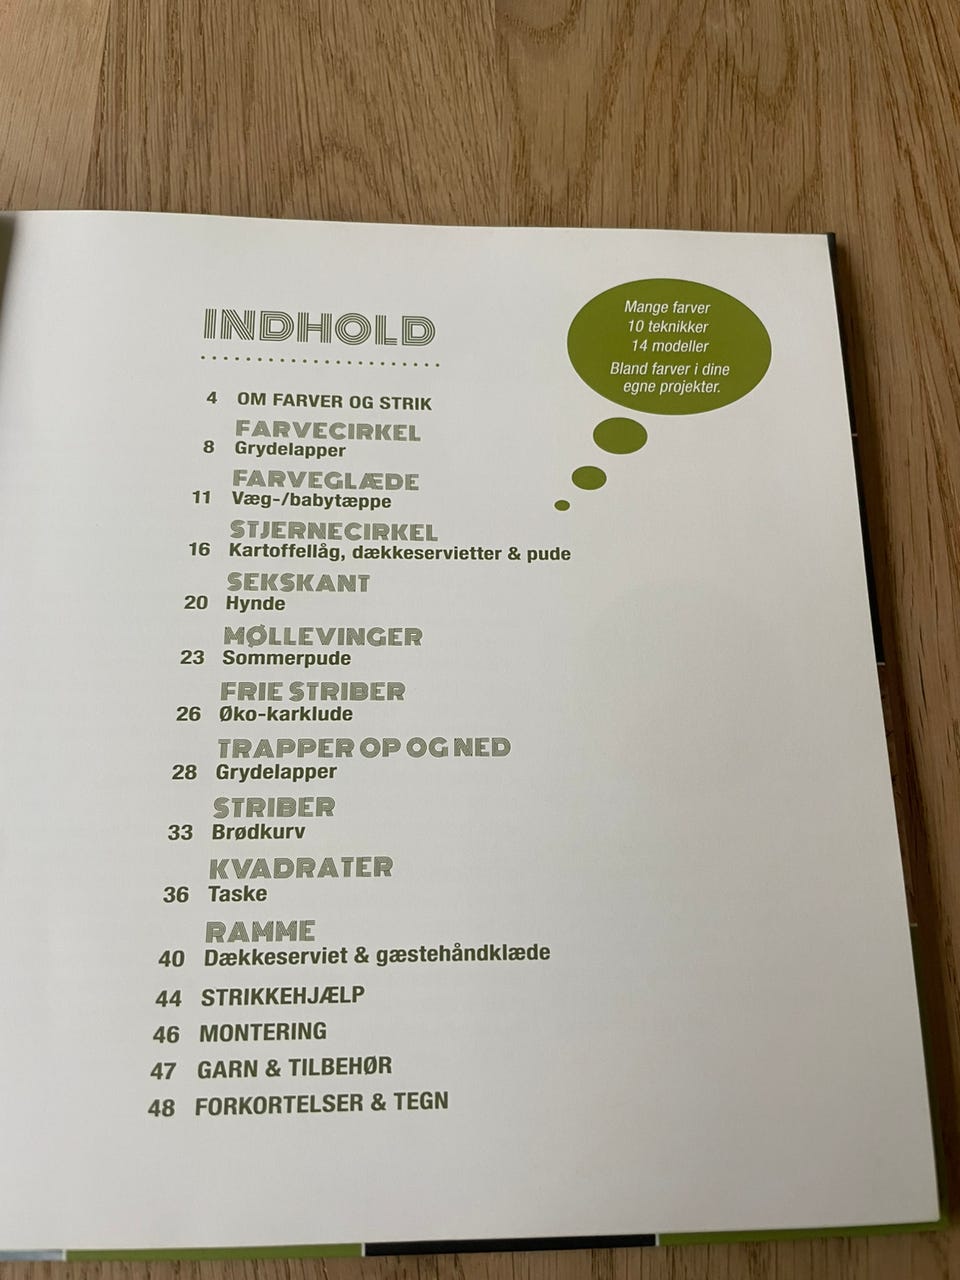 INDHOLD
Mange farver
10 teknikker
14 modeller
Bland farver i dine
egne projekter.
4 OM FARVER OG STRIK
FARVECIRKEL
8 Grydelapper
FARVEGLÆDE
11 Væg-/babytæppe
STJERNECIRKEL
16 Kartoffellåg, dækkeservietter & pude
SEKSKANT
20 Hynde
MØLLEVINGER
23 Sommerpude
FRIE STRIBER
26 Øko-karklude
TRAPPER OP OG NED
28 Grydelapper
STRIBER
33 Brødkurv
KVADRATER
36 Taske
RAMME
40 Dækkeserviet & gæstehåndklæde
44 STRIKKEHJÆLP
46 MONTERING
47 GARN & TILBEHØR
48 FORKORTELSER & TEGN